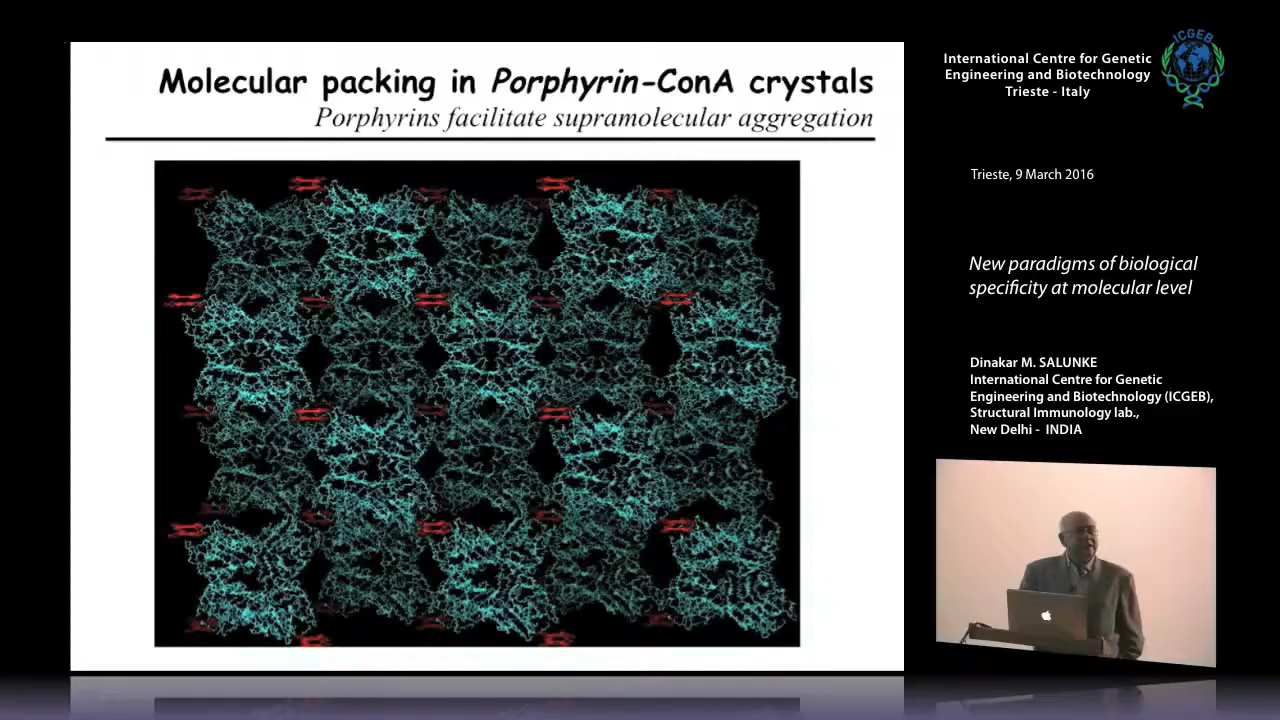 Molecular packing in Porphyrin-ConA crystals
Porphyrins facilitate supramolecular aggregation
International Centre for Genetic
Engineering and Biotechnology
Trieste - Italy
ICGEB
Trieste, 9 March 2016
New paradigms of biological
specificity at molecular level
Dinakar M. SALUNKE
International Centre for Genetic
Engineering and Biotechnology (ICGEB),
Structural Immunology lab.,
New Delhi - INDIA